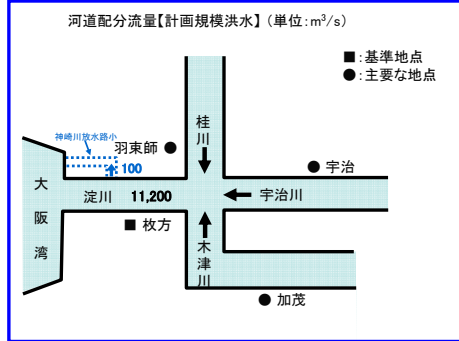 河道配分流量【計画規模洪水】 (単位:m³/s)
■:基準地点
●:主要な地点
神崎川放水路小
羽束師 ●
桂川
100
● 宇治
大阪湾
淀川 11,200
宇治川
■ 枚方
木津川
● 加茂